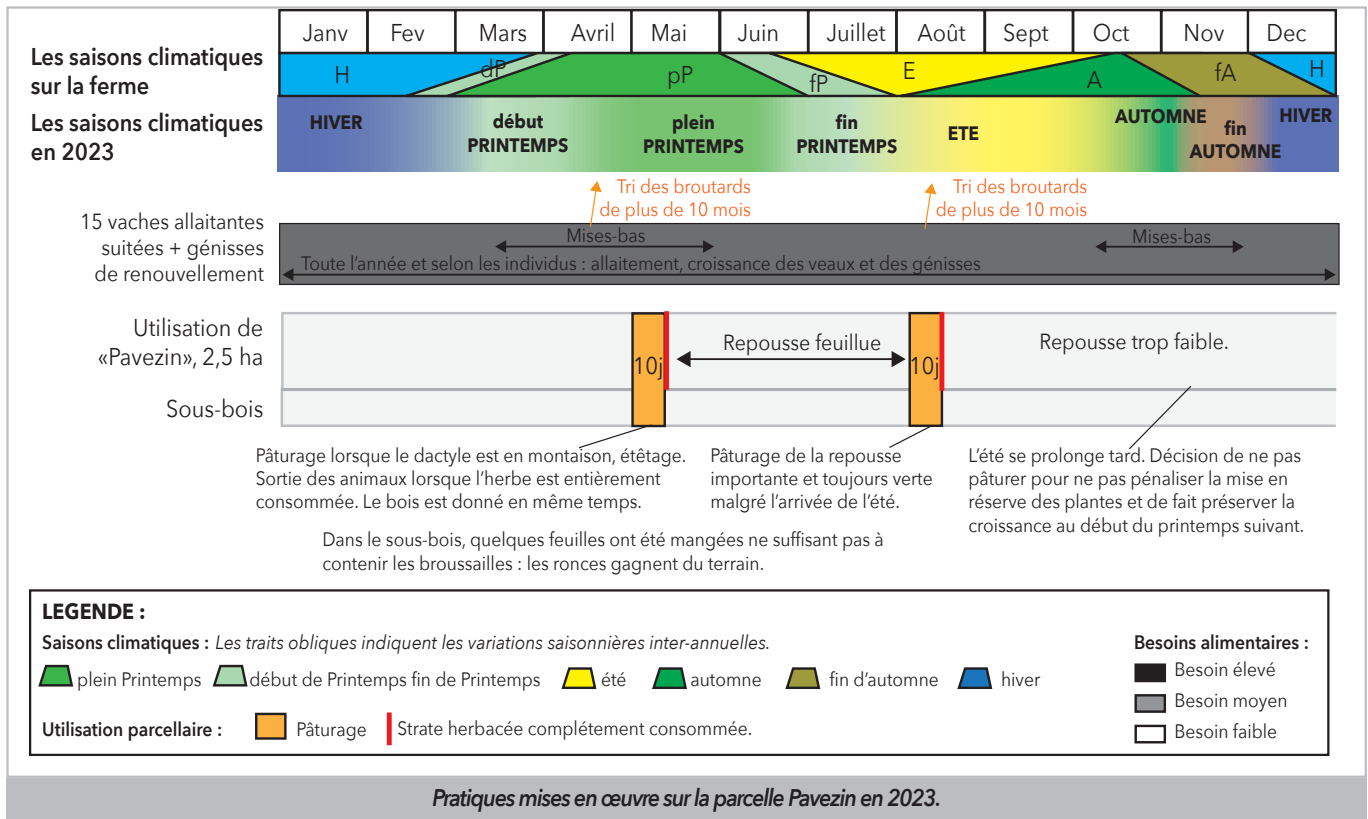 Janv Fev Mars Avril Mai Juin Juillet Août Sept Oct Nov Dec
Les saisons climatiques
sur la ferme
H dP pP fP E A fA H
Les saisons climatiques
en 2023
HIVER
début
PRINTEMPS
plein
PRINTEMPS
fin
PRINTEMPS
ETE
AUTOMNE
fin
AUTOMNE
HIVER
Tri des broutards
de plus de 10 mois
Tri des broutards
de plus de 10 mois
15 vaches allaitantes
suitées + génisses
de renouvellement
Mises-bas
Mises-bas
Toute l'année et selon les individus : allaitement, croissance des veaux et des génisses
Utilisation de
«Pavezin», 2,5 ha
Sous-bois
10j
Repousse feuillue
10j
Repousse trop faible.
Pâturage lorsque le dactyle est en montaison, étêtage.
Sortie des animaux lorsque l'herbe est entièrement
consommée. Le bois est donné en même temps.
Pâturage de la repousse
importante et toujours verte
malgré l'arrivée de l'été.
L'été se prolonge tard. Décision de ne pas
pâturer pour ne pas pénaliser la mise en
réserve des plantes et de fait préserver la
croissance au début du printemps suivant.
Dans le sous-bois, quelques feuilles ont été mangées ne suffisant pas à
contenir les broussailles : les ronces gagnent du terrain.
LEGENDE :
Saisons climatiques : Les traits obliques indiquent les variations saisonnières inter-annuelles.
plein Printemps début de Printemps fin de Printemps été automne fin d'automne hiver
Utilisation parcellaire : Pâturage Strate herbacée complétement consommée.
Besoins alimentaires :
Besoin élevé
Besoin moyen
Besoin faible
Pratiques mises en œuvre sur la parcelle Pavezin en 2023.